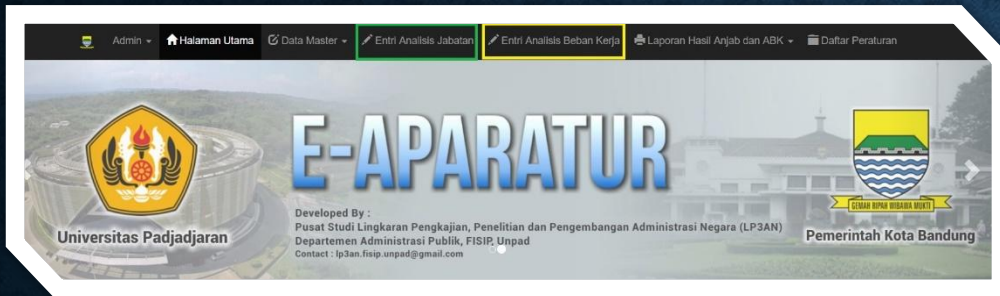 Admin
Halaman Utama
Data Master
Entri Analisis Jabatan
Entri Analisis Beban Kerja
Laporan Hasil Anjab dan ABK
Daftar Peraturan
E-APARATUR
Developed By :
Pusat Studi Lingkaran Pengkajian, Penelitian dan Pengembangan Administrasi Negara (LP3AN)
Departemen Administrasi Publik, FISIP, Unpad
Contact : lp3an.fisip.unpad@gmail.com
Universitas Padjadjaran
GEMAH RIPAH WIBAWA MUKTI
Pemerintah Kota Bandung